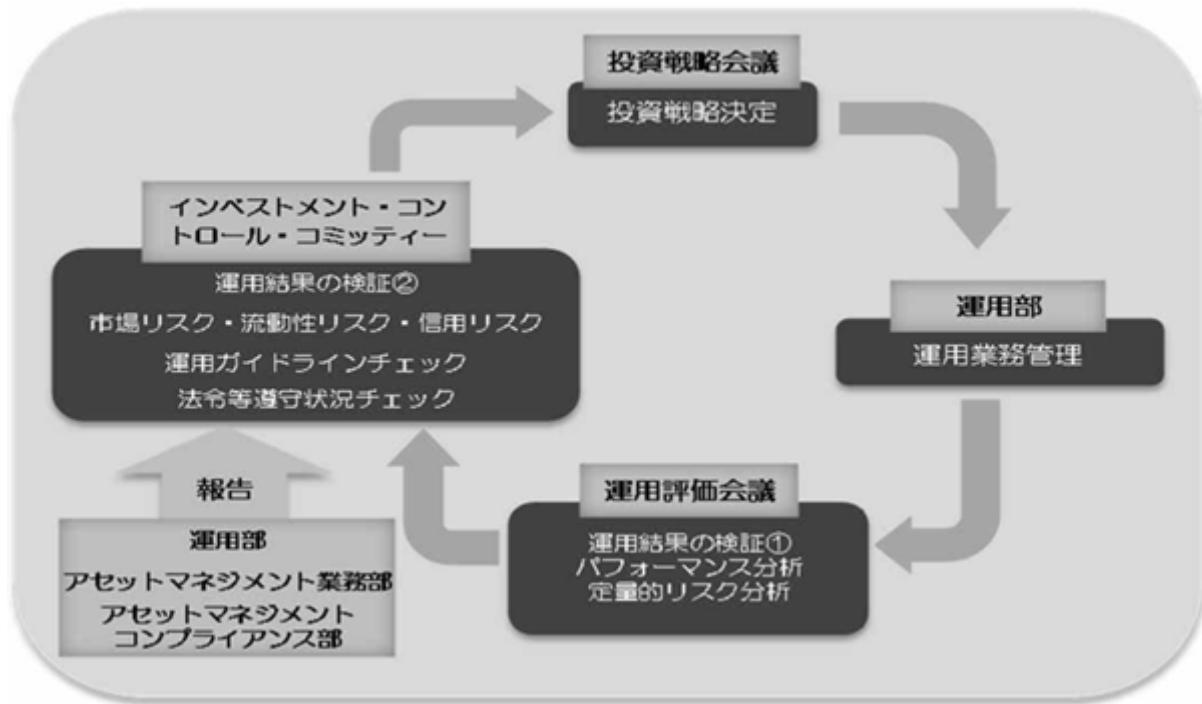 投資戦略会議
投資戦略決定
インベストメント・コン
トロール・コミッティー
運用結果の検証②
市場リスク・流動性リスク・信用リスク
運用ガイドラインチェック
法令等遵守状況チェック
運用部
運用業務管理
運用評価会議
運用結果の検証①
パフォーマンス分析
定量的リスク分析
報告
運用部
アセットマネジメント業務部
アセットマネジメント
コンプライアンス部